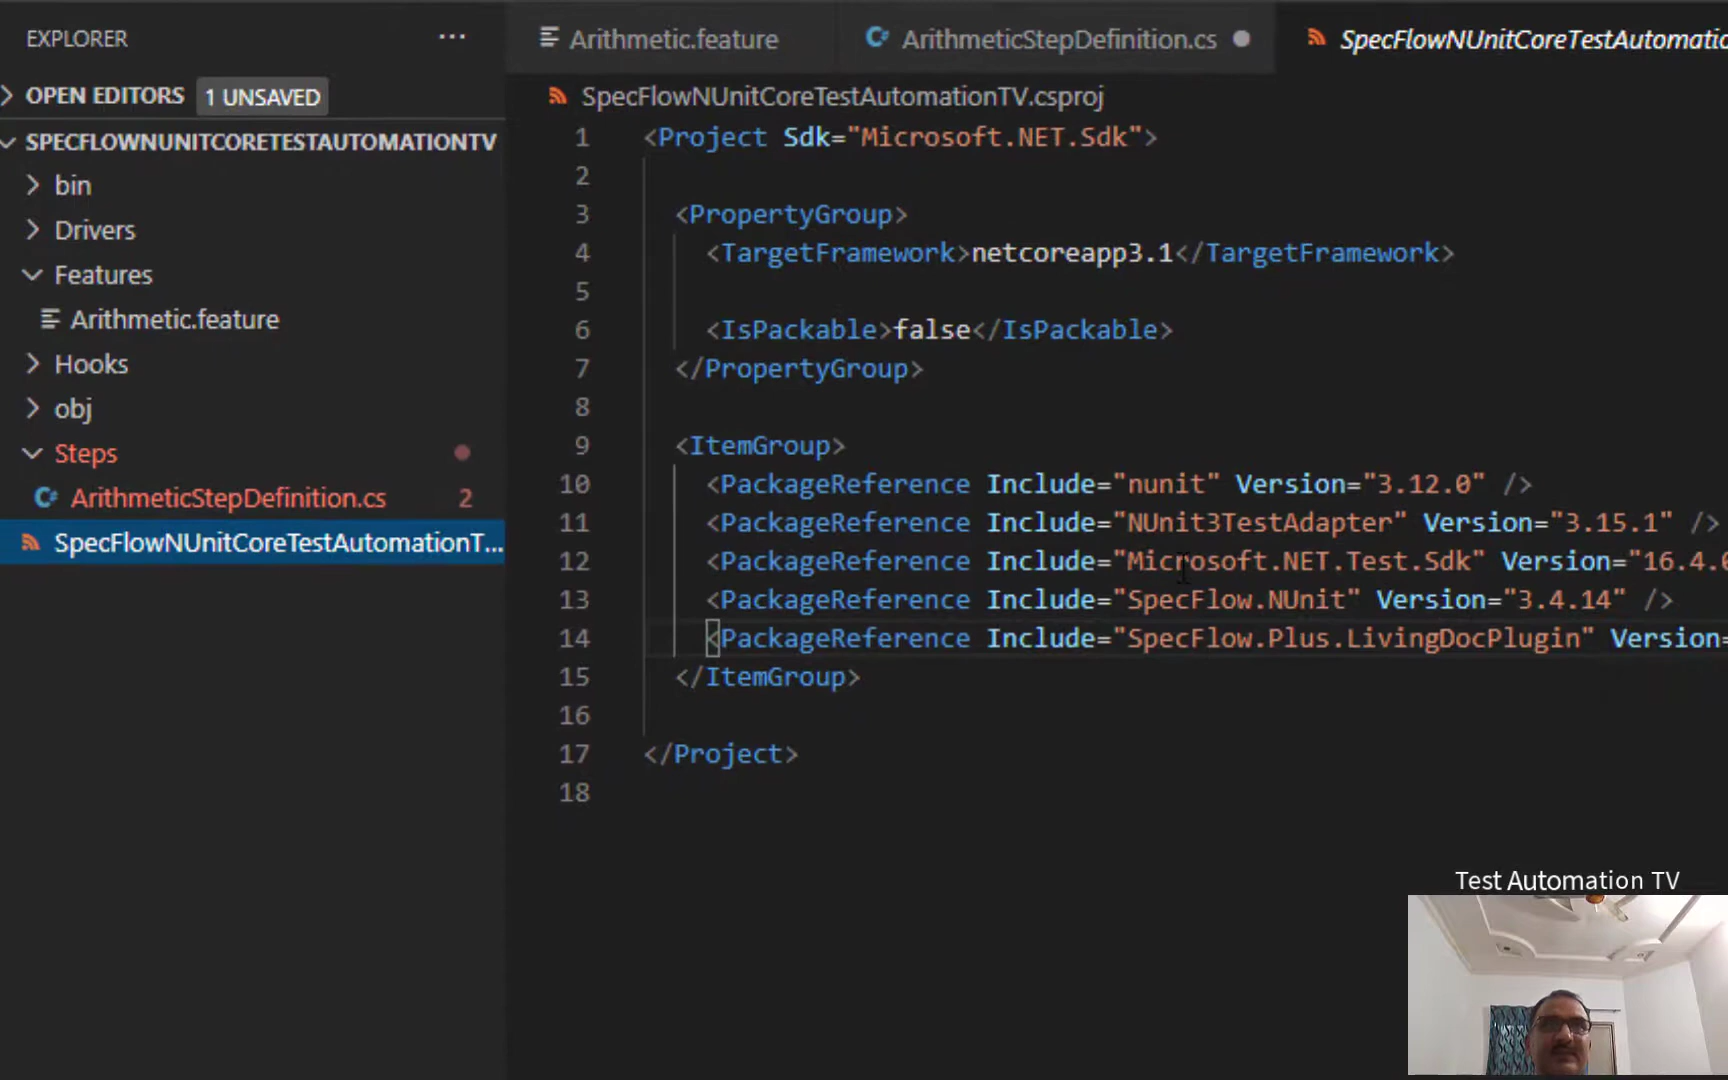 EXPLORER ...
OPEN EDITORS 1 UNSAVED
SPECFLOWNUNITCORETESTAUTOMATIONTV
bin
Drivers
Features
Arithmetic.feature
Hooks
obj
Steps
ArithmeticStepDefinition.cs 2
SpecFlowNUnitCoreTestAutomationT...
Arithmetic.feature ArithmeticStepDefinition.cs SpecFlowNUnitCoreTestAutomatio
SpecFlowNUnitCoreTestAutomationTV.csproj
1 <Project Sdk="Microsoft.NET.Sdk">
2
3 <PropertyGroup>
4 <TargetFramework>netcoreapp3.1</TargetFramework>
5
6 <IsPackable>false</IsPackable>
7 </PropertyGroup>
8
9 <ItemGroup>
10 <PackageReference Include="nunit" Version="3.12.0" />
11 <PackageReference Include="NUnit3TestAdapter" Version="3.15.1" />
12 <PackageReference Include="Microsoft.NET.Test.Sdk" Version="16.4.0
13 <PackageReference Include="SpecFlow.NUnit" Version="3.4.14" />
14 <PackageReference Include="SpecFlow.Plus.LivingDocPlugin" Version=
15 </ItemGroup>
16
17 </Project>
18
Test Automation TV